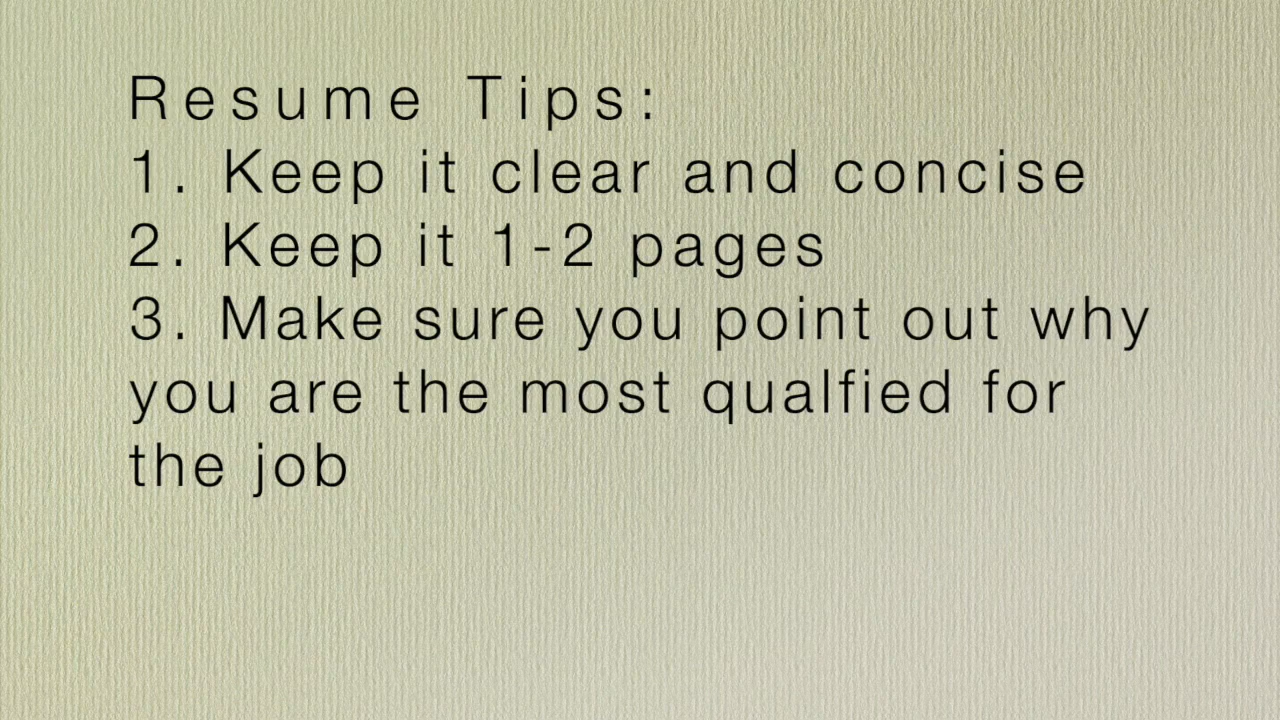 Resume Tips:
1. Keep it clear and concise
2. Keep it 1-2 pages
3. Make sure you point out why
you are the most qualfied for
the job